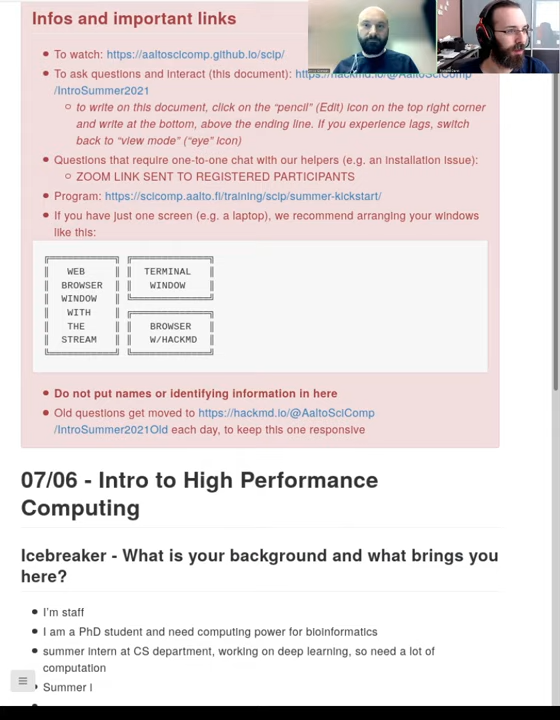 Infos and important links
To watch: https://aaltoscicomp.github.io/scip/
To ask questions and interact (this document): https://hackmd.io/@AaltoSciComp
/IntroSummer2021
to write on this document, click on the “pencil” (Edit) icon on the top right corner
and write at the bottom, above the ending line. If you experience lags, switch
back to “view mode” (“eye” icon)
Questions that require one-to-one chat with our helpers (e.g. an installation issue):
ZOOM LINK SENT TO REGISTERED PARTICIPANTS
Program: https://scicomp.aalto.fi/training/scip/summer-kickstart/
If you have just one screen (e.g. a laptop), we recommend arranging your windows
like this:
WEB TERMINAL
BROWSER WINDOW
WINDOW
WITH
THE BROWSER
STREAM W/HACKMD
Do not put names or identifying information in here
Old questions get moved to https://hackmd.io/@AaltoSciComp
/IntroSummer2021Old each day, to keep this one responsive
07/06 - Intro to High Performance
Computing
Icebreaker - What is your background and what brings you
here?
I’m staff
I am a PhD student and need computing power for bioinformatics
summer intern at CS department, working on deep learning, so need a lot of
computation
Summer I